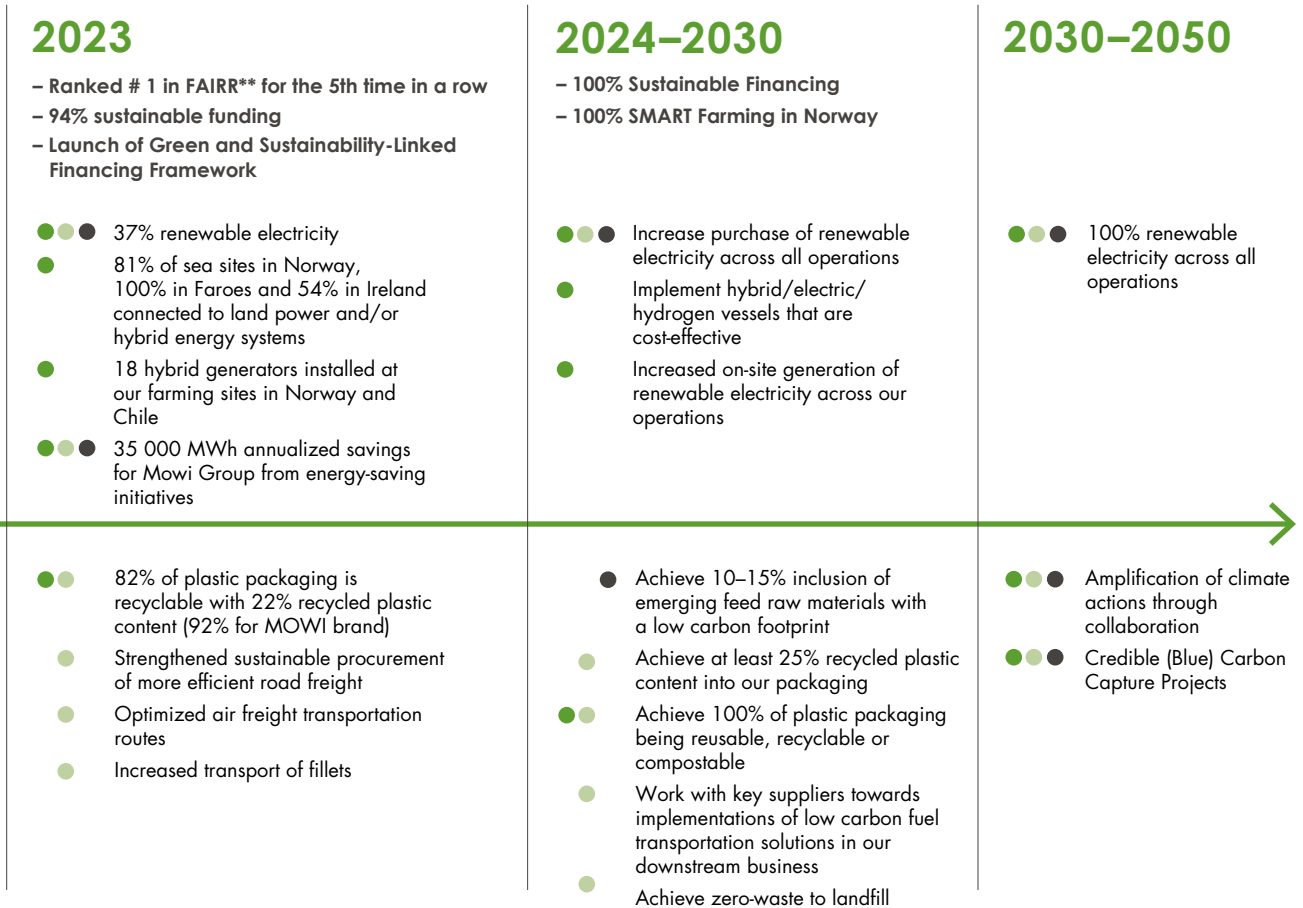 2023
– Ranked # 1 in FAIRR** for the 5th time in a row
– 94% sustainable funding
– Launch of Green and Sustainability-Linked
Financing Framework
37% renewable electricity
81% of sea sites in Norway,
100% in Faroes and 54% in Ireland
connected to land power and/or
hybrid energy systems
18 hybrid generators installed at
our farming sites in Norway and
Chile
35 000 MWh annualized savings
for Mowi Group from energy-saving
initiatives
82% of plastic packaging is
recyclable with 22% recycled plastic
content (92% for MOWI brand)
Strengthened sustainable procurement
of more efficient road freight
Optimized air freight transportation
routes
Increased transport of fillets
2024–2030
– 100% Sustainable Financing
– 100% SMART Farming in Norway
Increase purchase of renewable
electricity across all operations
Implement hybrid/electric/
hydrogen vessels that are
cost-effective
Increased on-site generation of
renewable electricity across our
operations
Achieve 10–15% inclusion of
emerging feed raw materials with
a low carbon footprint
Achieve at least 25% recycled plastic
content into our packaging
Achieve 100% of plastic packaging
being reusable, recyclable or
compostable
Work with key suppliers towards
implementations of low carbon fuel
transportation solutions in our
downstream business
Achieve zero-waste to landfill
2030–2050
100% renewable
electricity across all
operations
Amplification of climate
actions through
collaboration
Credible (Blue) Carbon
Capture Projects